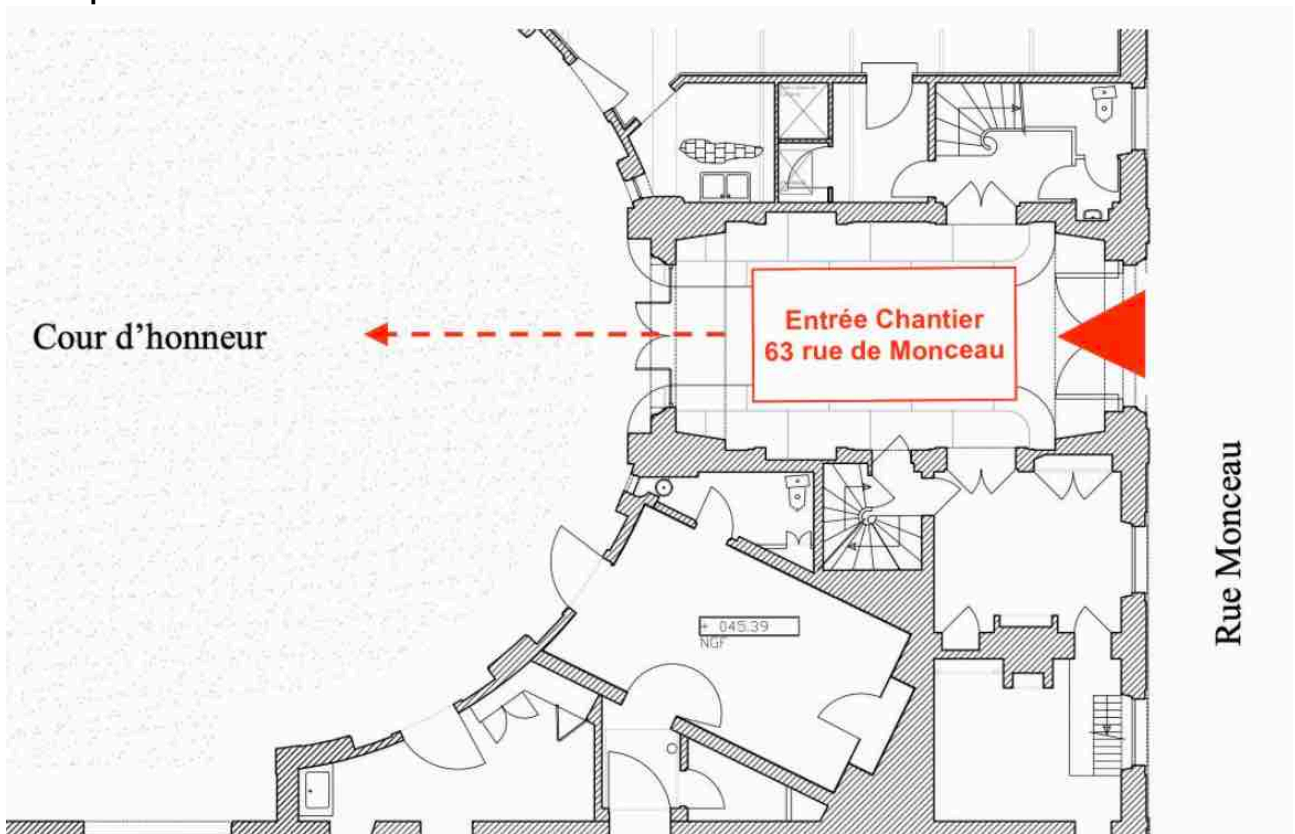 Entrée Chantier
63 rue de Monceau
Cour d’honneur
Rue Monceau
+ 045.39
NGF